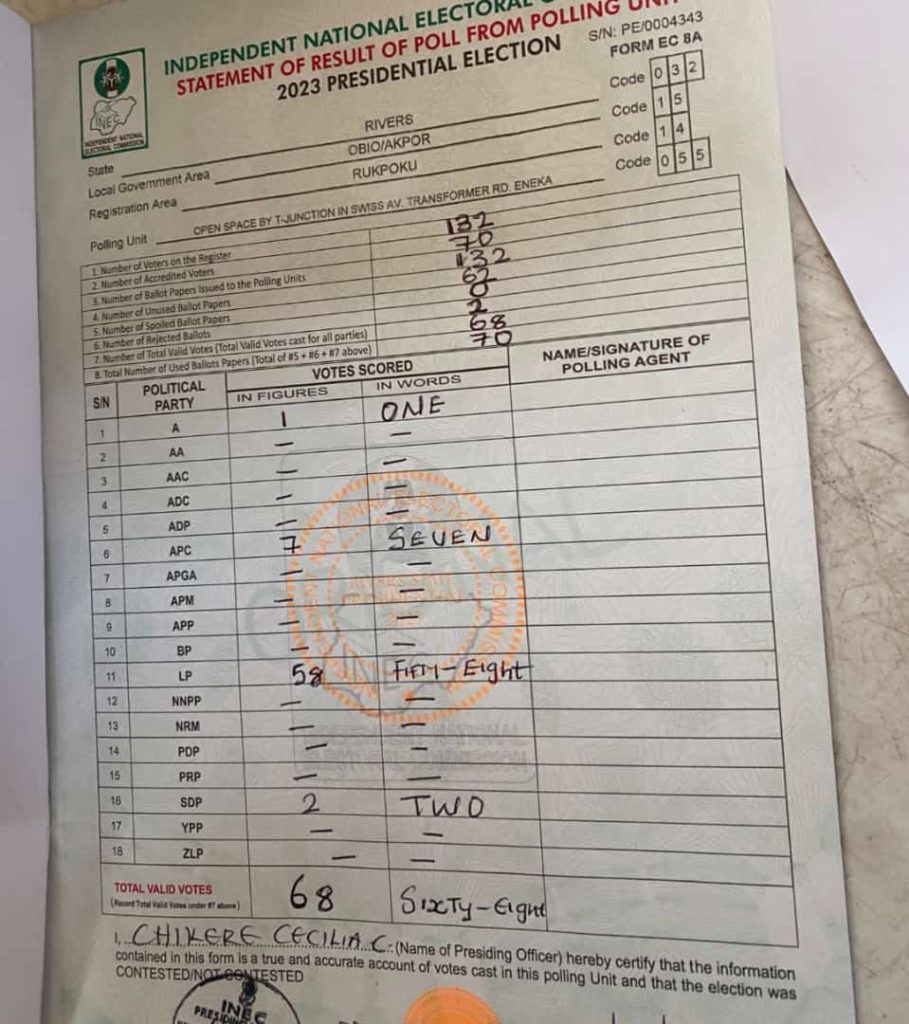 INDEPENDENT NATIONAL ELECTORAL
STATEMENT OF RESULT OF POLL FROM POLLING UNI
2023 PRESIDENTIAL ELECTION
S/N: PE/0004343
FORM EC 8A
INEC
INDEPENDENT NATIONAL ELECTORAL COMMISSION
State RIVERS Code 0 3 2
Local Government Area OBIO/AKPOR Code 1 5
Registration Area RUKPOKU Code 1 4
Polling Unit OPEN SPACE BY T-JUNCTION IN SWISS AV. TRANSFORMER RD. ENEKA Code 0 5 5
1. Number of Voters on the Register 132
2. Number of Accredited Voters 70
3. Number of Ballot Papers Issued to the Polling Units 132
4. Number of Unused Ballot Papers 62
5. Number of Spoiled Ballot Papers 0
6. Number of Rejected Ballots 2
7. Number of Total Valid Votes (Total Valid Votes cast for all parties) 68
8. Total Number of Used Ballots Papers (Total of #5 + #6 + #7 above) 70
S/N POLITICAL PARTY VOTES SCORED NAME/SIGNATURE OF POLLING AGENT
IN FIGURES IN WORDS
1 A 1 ONE
2 AA — —
3 AAC — —
4 ADC — —
5 ADP — —
6 APC 7 SEVEN
7 APGA — —
8 APM — —
9 APP — —
10 BP — —
11 LP 58 FIFTY-Eight
12 NNPP — —
13 NRM — —
14 PDP — —
15 PRP — —
16 SDP 2 TWO
17 YPP — —
18 ZLP — —
TOTAL VALID VOTES 68 SIXTY-Eight
(Record Total Valid Votes under #7 above)
I, CHIKERE CECILIA C. (Name of Presiding Officer) hereby certify that the information
contained in this form is a true and accurate account of votes cast in this polling Unit and that the election was
CONTESTED/NOT CONTESTED
INEC